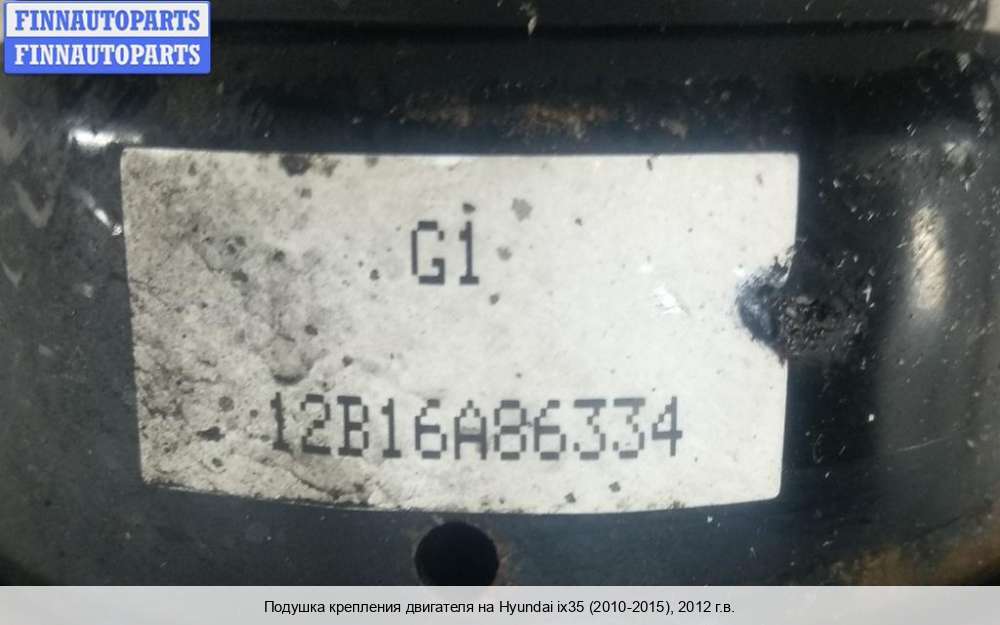 FINNAUTOPARTS
FINNAUTOPARTS
G1
12B16A86334
Подушка крепления двигателя на Hyundai ix35 (2010-2015), 2012 г.в.